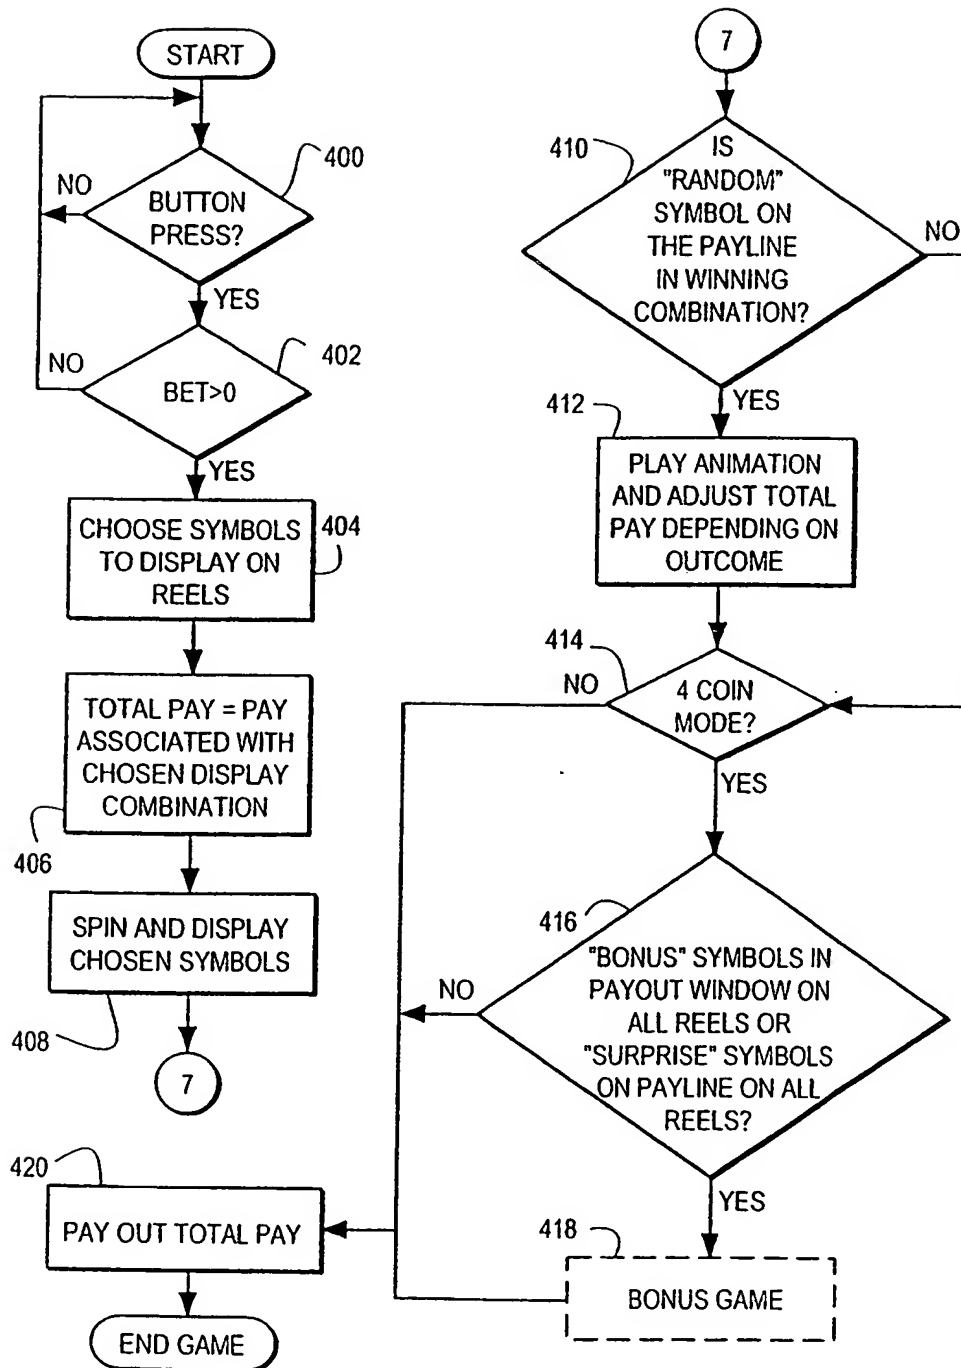 START
400
NO
BUTTON
PRESS?
YES
402
NO
BET>0
YES
404
CHOOSE SYMBOLS
TO DISPLAY ON
REELS
TOTAL PAY = PAY
ASSOCIATED WITH
CHOSEN DISPLAY
COMBINATION
406
SPIN AND DISPLAY
CHOSEN SYMBOLS
408
7
7
410
IS
"RANDOM"
SYMBOL ON
THE PAYLINE
IN WINNING
COMBINATION?
NO
YES
412
PLAY ANIMATION
AND ADJUST TOTAL
PAY DEPENDING ON
OUTCOME
414
NO
4 COIN
MODE?
YES
416
"BONUS" SYMBOLS IN
PAYOUT WINDOW ON
ALL REELS OR
"SURPRISE" SYMBOLS
ON PAYLINE ON ALL
REELS?
NO
YES
418
BONUS GAME
420
PAY OUT TOTAL PAY
END GAME